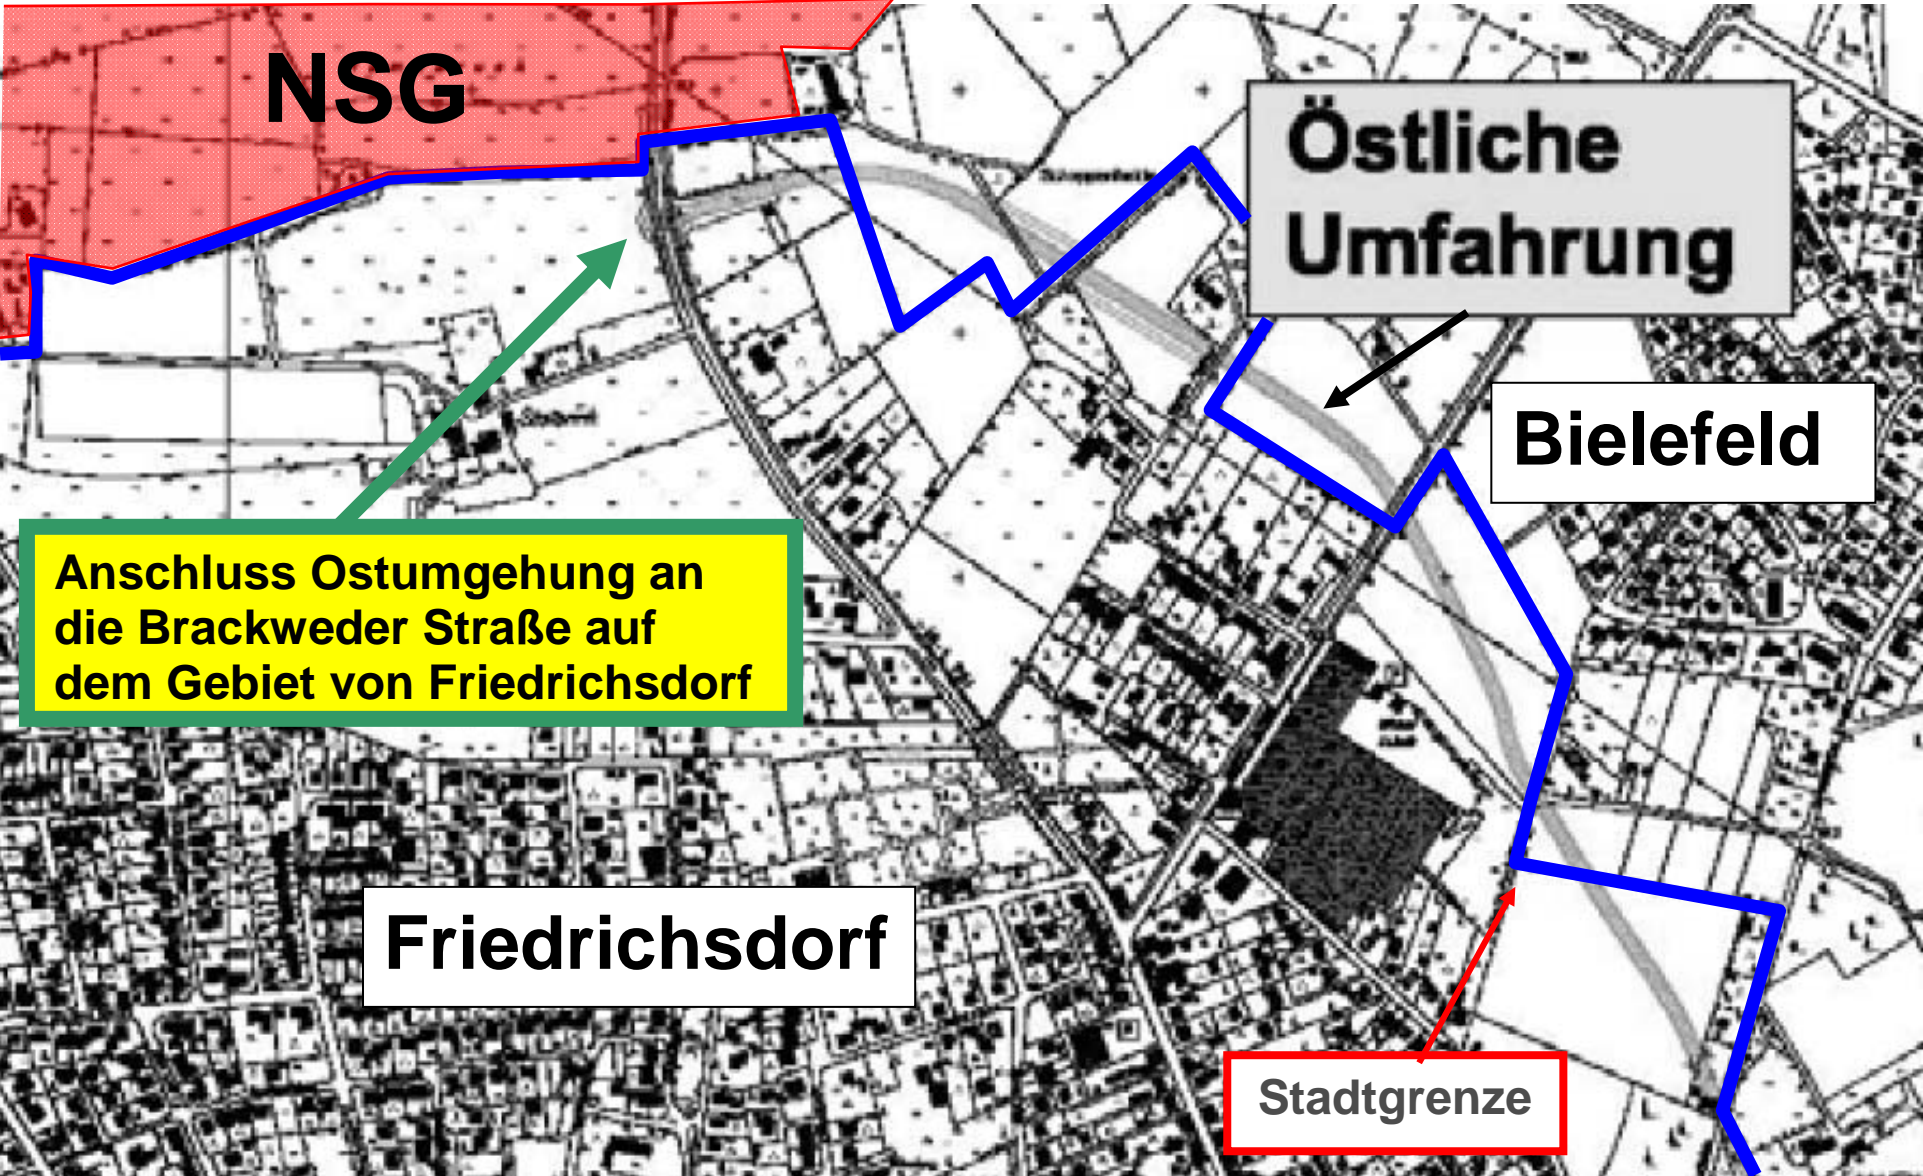 NSG
Östliche
Umfahrung
Bielefeld
Anschluss Ostumgehung an
die Brackweder Straße auf
dem Gebiet von Friedrichsdorf
Friedrichsdorf
Stadtgrenze